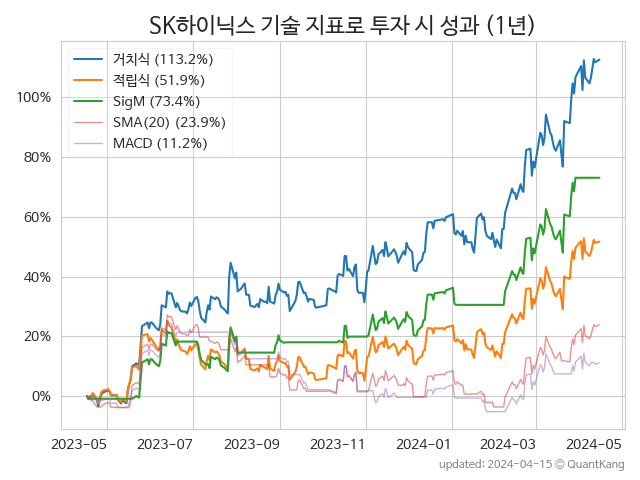 SK하이닉스 기술 지표로 투자 시 성과 (1년)
거치식 (113.2%)
적립식 (51.9%)
SigM (73.4%)
SMA(20) (23.9%)
MACD (11.2%)
100%
80%
60%
40%
20%
0%
2023-05 2023-07 2023-09 2023-11 2024-01 2024-03 2024-05
updated: 2024-04-15 © QuantKang